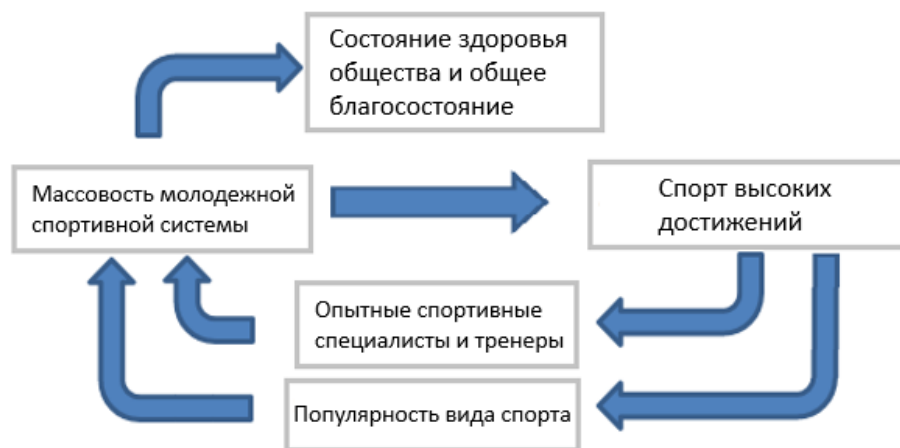 Состояние здоровья
общества и общее
благосостояние
Массовость молодежной
спортивной системы
Спорт высоких
достижений
Опытные спортивные
специалисты и тренеры
Популярность вида спорта